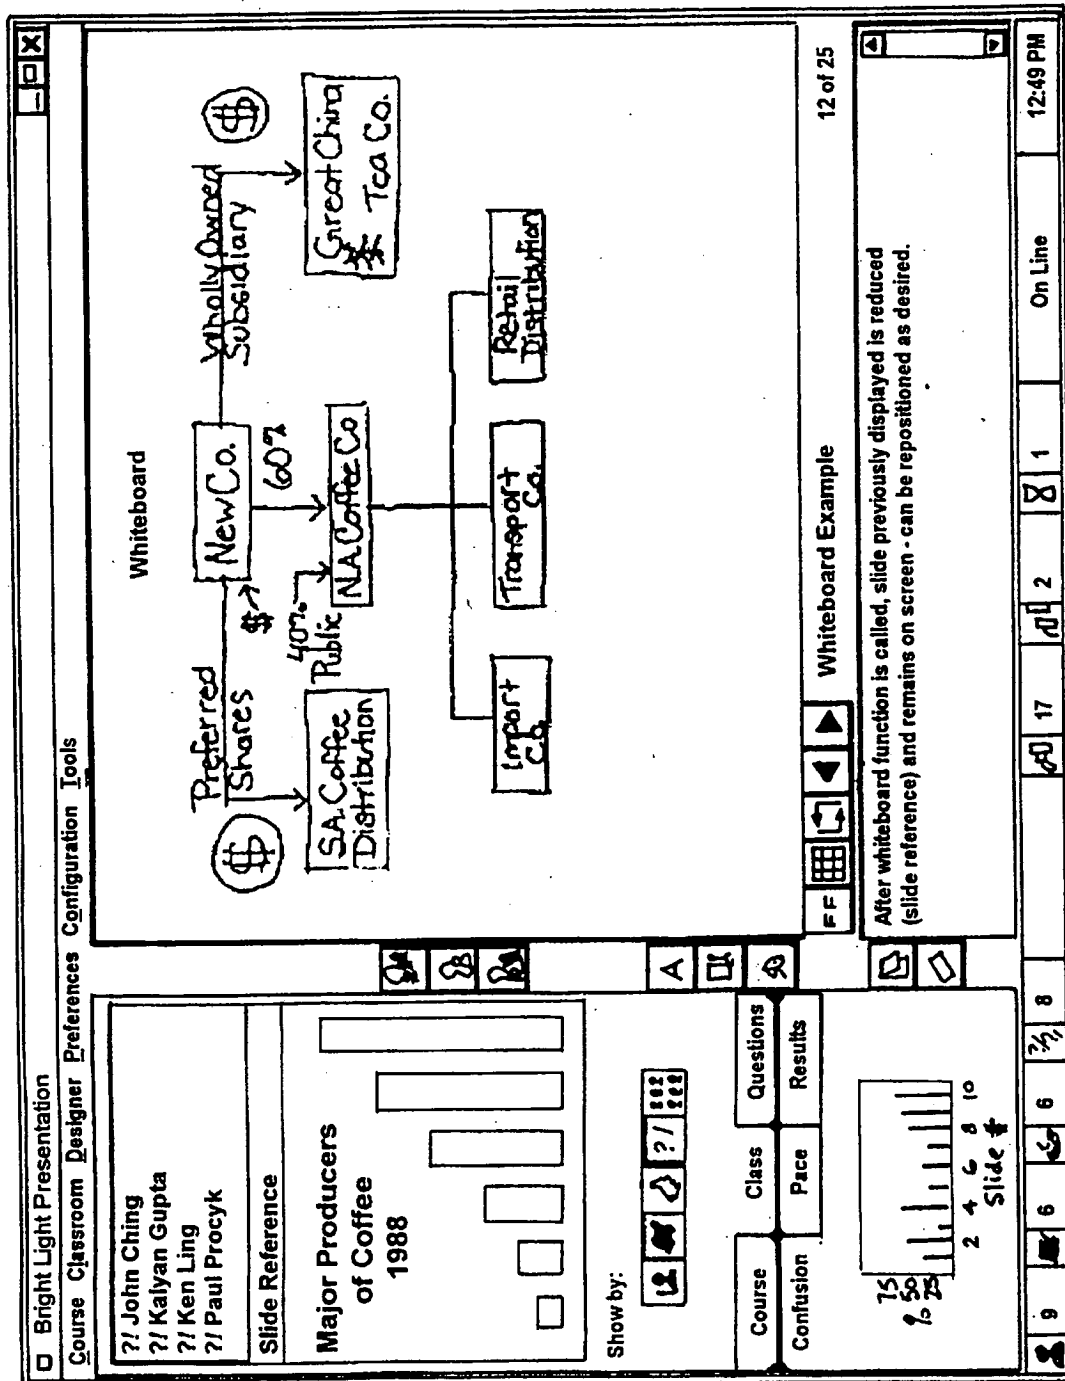 Bright Light Presentation
Course Classroom Designer Preferences Configuration Tools
?/ John Ching
?/ Kalyan Gupta
?/ Ken Ling
?/ Paul Procyk
Slide Reference
Major Producers
of Coffee
1988
Show by:
?/
Course Class Questions
Confusion Pace Results
75
50
% 25
2 4 6 8 10
Slide #
A
Whiteboard
Preferred
Shares
$
New Co.
$
60%
Wholly Owned
Subsidiary
$
S.A. Coffee
Distribution
40%
Public
N.A. Coffee Co
Great China
Tea Co.
Import
Co.
Transport
Co.
Retail
Distribution
FF
Whiteboard Example
12 of 25
After whiteboard function is called, slide previously displayed is reduced
(slide reference) and remains on screen - can be repositioned as desired.
9 6 6 ?/ 8 17 2 1 On Line 12:49 PM